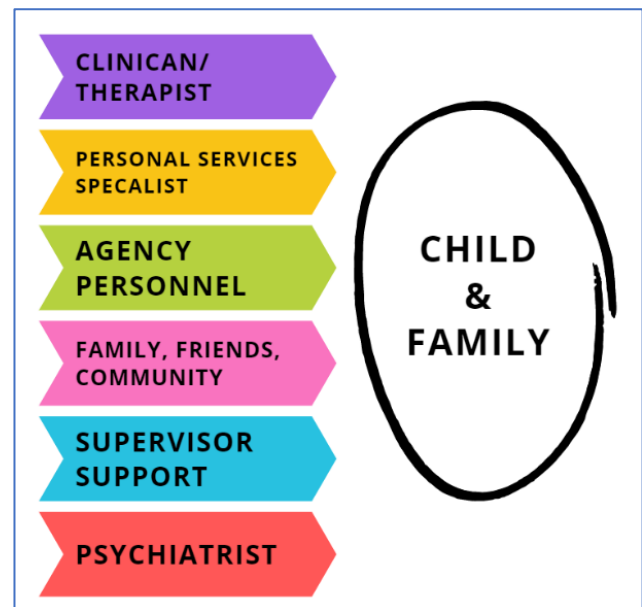 CLINICAN/
THERAPIST
PERSONAL SERVICES
SPECALIST
AGENCY
PERSONNEL
FAMILY, FRIENDS,
COMMUNITY
SUPERVISOR
SUPPORT
PSYCHIATRIST
CHILD
&
FAMILY